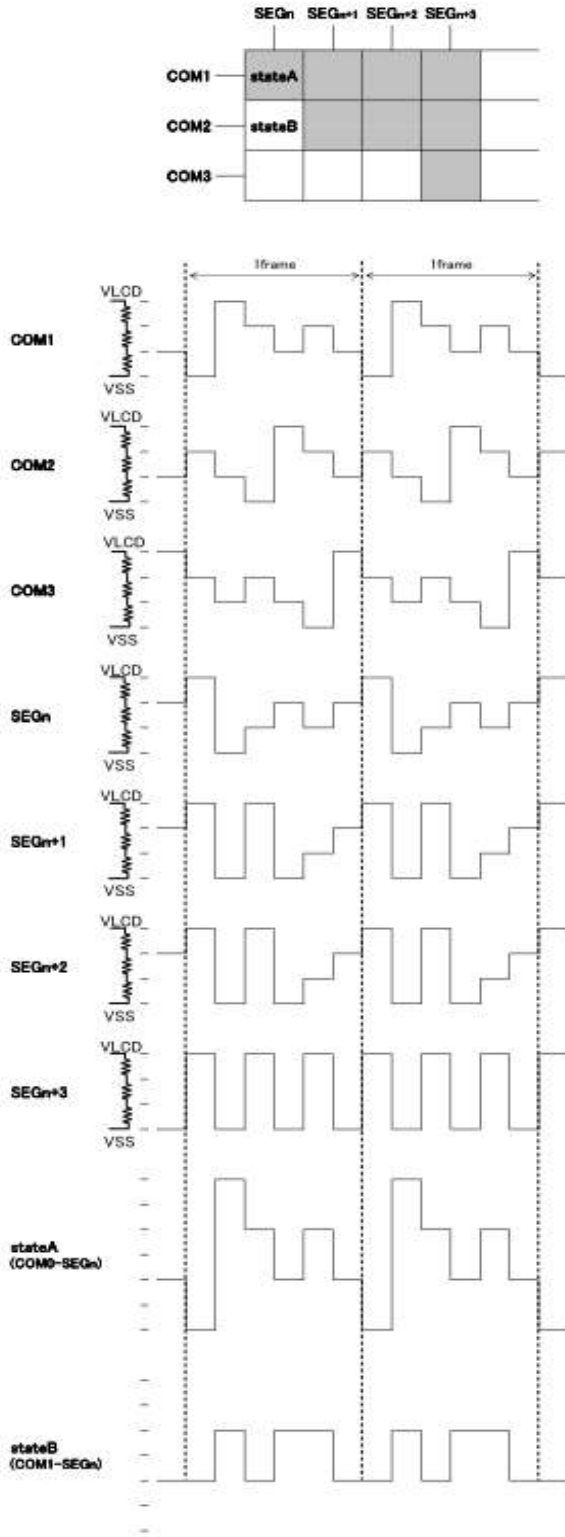 SEGn SEGn+1 SEGn+2 SEGn+3
COM1 stateA
COM2 stateB
COM3
1frame 1frame
VLCD
COM1
VSS
VLCD
COM2
VSS
VLCD
COM3
VSS
VLCD
SEGn
VSS
VLCD
SEGn+1
VSS
VLCD
SEGn+2
VSS
VLCD
SEGn+3
VSS
stateA
(COM0-SEGn)
stateB
(COM1-SEGn)